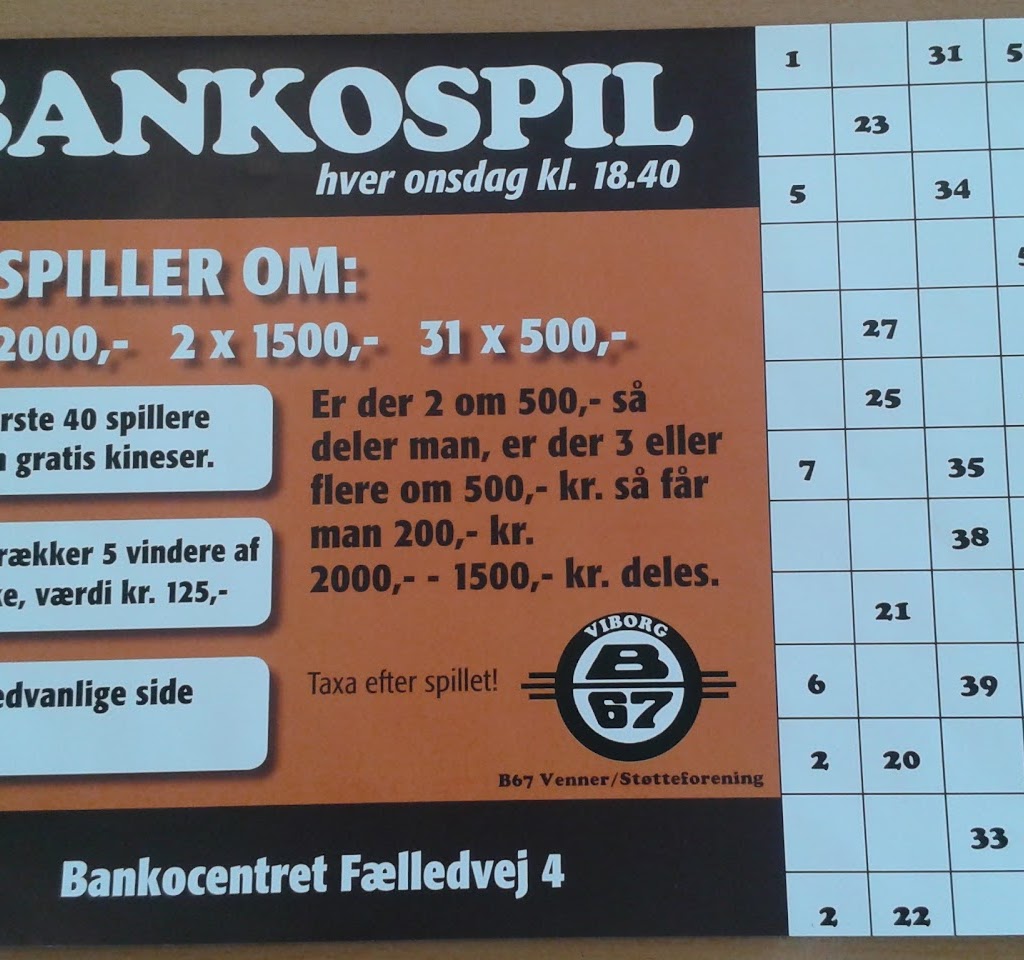 BANKOSPIL
hver onsdag kl. 18.40
SPILLER OM:
2000,- 2 x 1500,- 31 x 500,-
rste 40 spillere
gratis kineser.
rækker 5 vindere af
ke, værdi kr. 125,-
edvanlige side
Er der 2 om 500,- så
deler man, er der 3 eller
flere om 500,- kr. så får
man 200,- kr.
2000,- - 1500,- kr. deles.
Taxa efter spillet!
VIBORG
B
67
B67 Venner/Støtteforening
Bankocentret Fælledvej 4
1 31 5
23
5 34
5
27
25
7 35
38
21
6 39
2 20
33
2 22